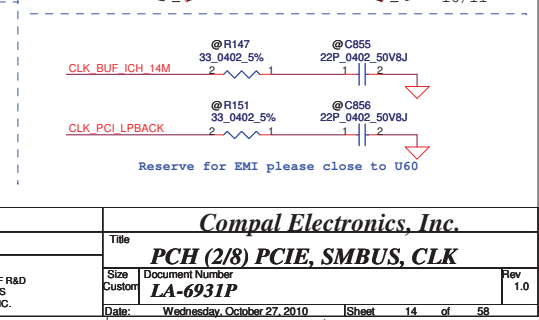 @R147
33_0402_5%
@C855
22P_0402_50V8J
CLK_BUF_ICH_14M
2 1 1 2
@R151
33_0402_5%
@C856
22P_0402_50V8J
CLK_PCI_LPBACK
2 1 1 2
Reserve for EMI please close to U60
Compal Electronics, Inc.
Title
PCH (2/8) PCIE, SMBUS, CLK
Size
Custom
Document Number
LA-6931P
Rev
1.0
R&D
S
C.
Date: Wednesday, October 27, 2010 Sheet 14 of 58